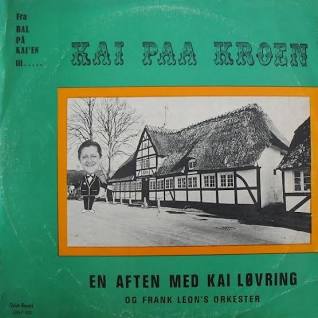 Fra
BAL
PÅ
KAI'EN
til.....
KAI PAA KROEN
EN AFTEN MED KAI LØVRING
OG FRANK LEON'S ORKESTER